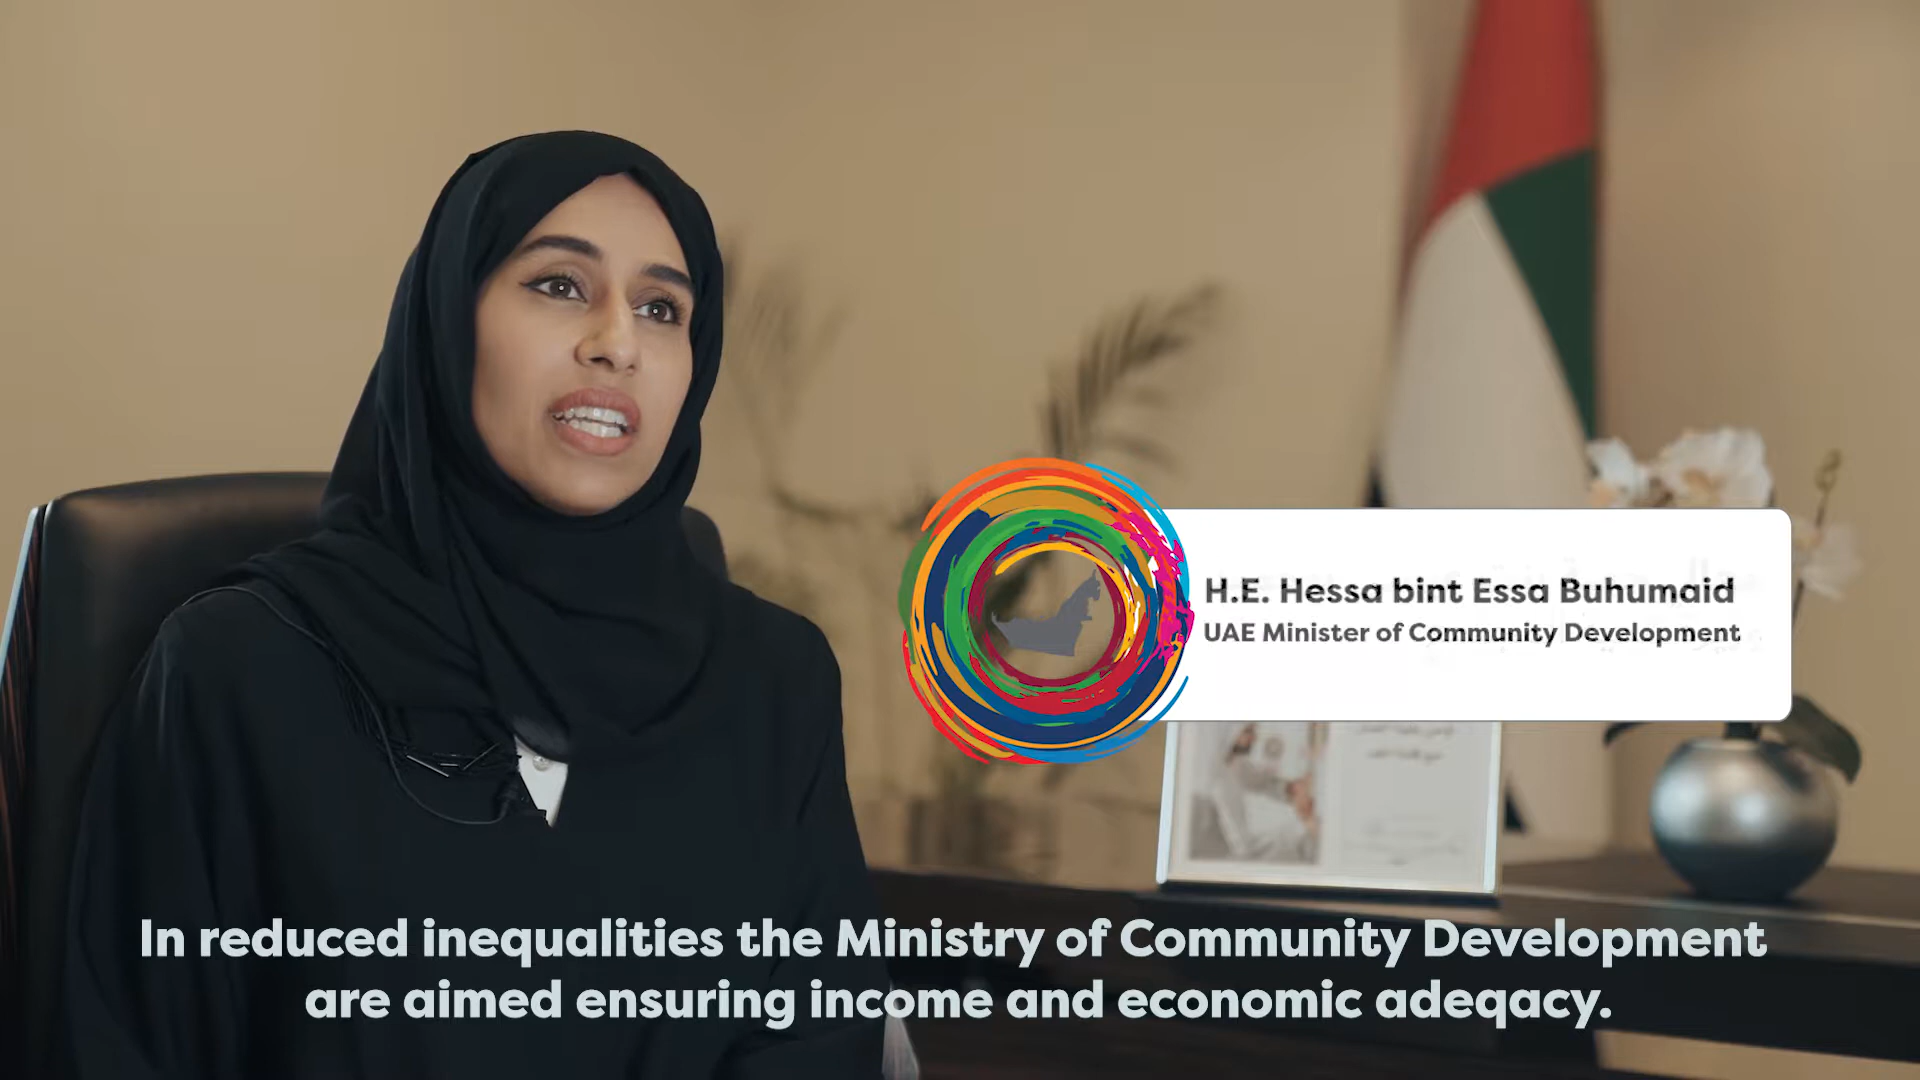 H.E. Hessa bint Essa Buhumaid
UAE Minister of Community Development
In reduced inequalities the Ministry of Community Development
are aimed ensuring income and economic adeqacy.